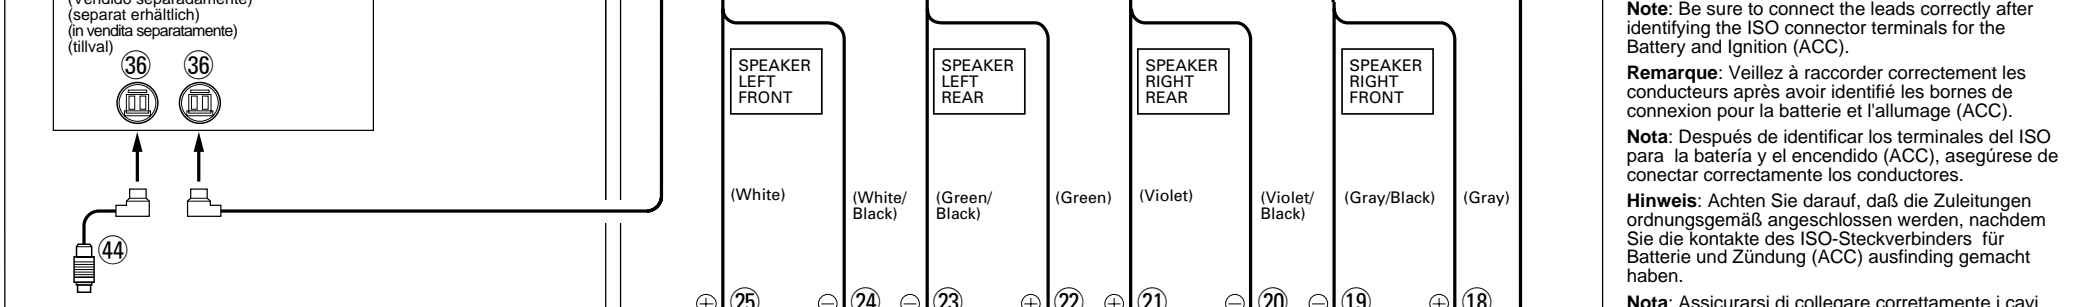 (Vendido separadamente)
(separat erhältlich)
(in vendita separatamente)
(tillval)
36
36
44
SPEAKER
LEFT
FRONT
SPEAKER
LEFT
REAR
SPEAKER
RIGHT
REAR
SPEAKER
RIGHT
FRONT
(White)
(White/
Black)
(Green/
Black)
(Green)
(Violet)
(Violet/
Black)
(Gray/Black)
(Gray)
⊕ 25
⊖ 24
⊖ 23
⊕ 22
⊕ 21
⊖ 20
⊖ 19
⊕ 18
Note: Be sure to connect the leads correctly after
identifying the ISO connector terminals for the
Battery and Ignition (ACC).
Remarque: Veillez à raccorder correctement les
conducteurs après avoir identifié les bornes de
connexion pour la batterie et l'allumage (ACC).
Nota: Después de identificar los terminales del ISO
para la batería y el encendido (ACC), asegúrese de
conectar correctamente los conductores.
Hinweis: Achten Sie darauf, daß die Zuleitungen
ordnungsgemäß angeschlossen werden, nachdem
Sie die kontakte des ISO-Steckverbinders für
Batterie und Zündung (ACC) ausfinding gemacht
haben.
Nota: Assicurarsi di collegare correttamente i cavi